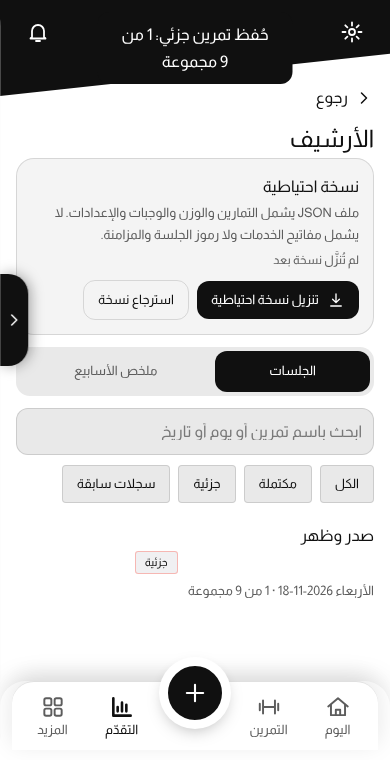 حُفظ تمرين جزئي: 1 من
9 مجموعة
رجوع
الأرشيف
نسخة احتياطية
ملف JSON يشمل التمارين والوزن والوجبات والإعدادات. لا
يشمل مفاتيح الخدمات ولا رموز الجلسة والمزامنة.
لم تُنزَّل نسخة بعد
تنزيل نسخة احتياطية
استرجاع نسخة
الجلسات
ملخص الأسابيع
ابحث باسم تمرين أو يوم أو تاريخ
الكل
مكتملة
جزئية
سجلات سابقة
صدر وظهر
جزئية
الأربعاء 2026-11-18 · 1 من 9 مجموعة
اليوم
التمرين
التقدّم
المزيد